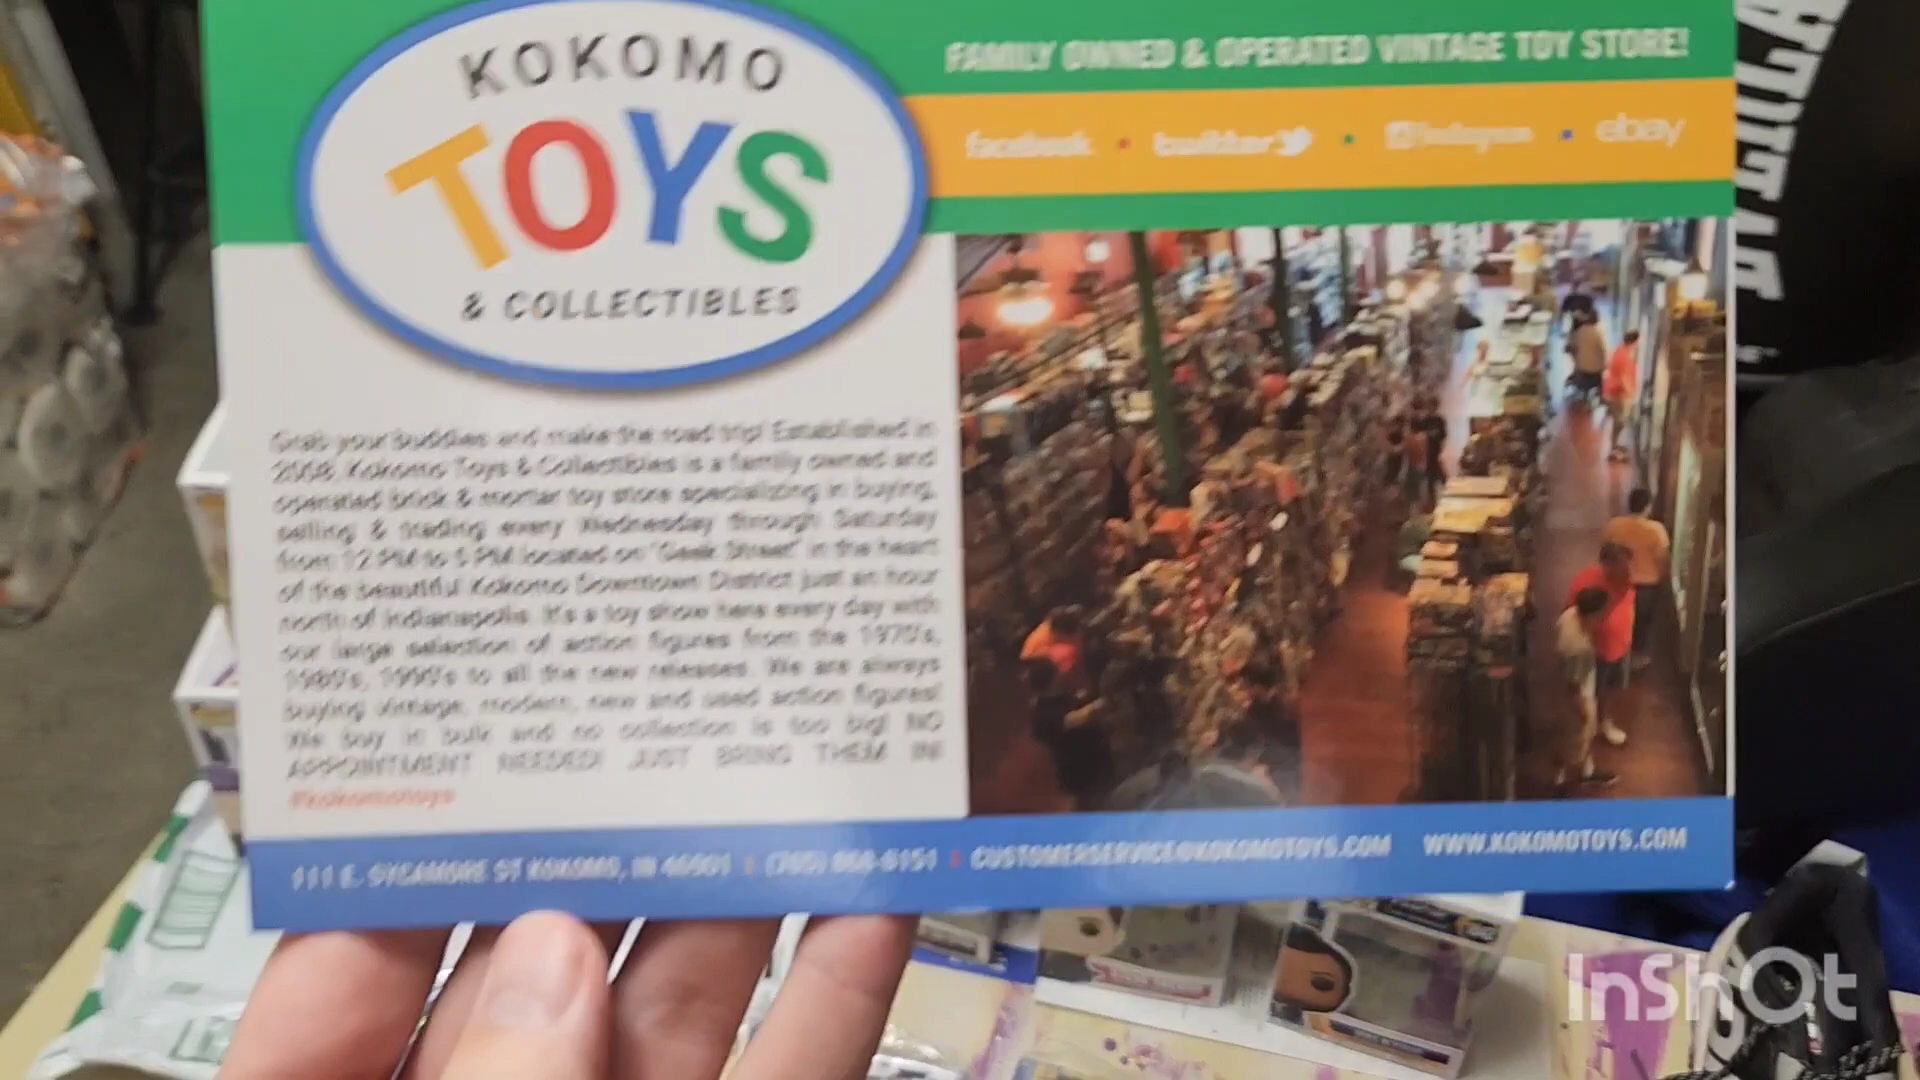 KOKOMO
TOYS
& COLLECTIBLES
FAMILY OWNED & OPERATED VINTAGE TOY STORE!
facebook • twitter • Instagram • ebay
Grab your buddies and make the road trip! Established in
2008, Kokomo Toys & Collectibles is a family owned and
operated brick & mortar toy store specializing in buying,
selling & trading every Wednesday through Saturday
from 12 PM to 5 PM located on "Geek Street" in the heart
of the beautiful Kokomo Downtown District just an hour
north of Indianapolis. It's a toy show here every day with
our large selection of action figures from the 1970's,
1980's, 1990's to all the new releases. We are always
buying vintage, modern, new and used action figures!
We buy in bulk and no collection is too big! NO
APPOINTMENT NEEDED! JUST BRING THEM IN!
#kokomotoys
111 E. SYCAMORE ST KOKOMO, IN 46901 | (765) | CUSTOMERSERVICE@KOKOMOTOYS.COM WWW.KOKOMOTOYS.COM
InShOt